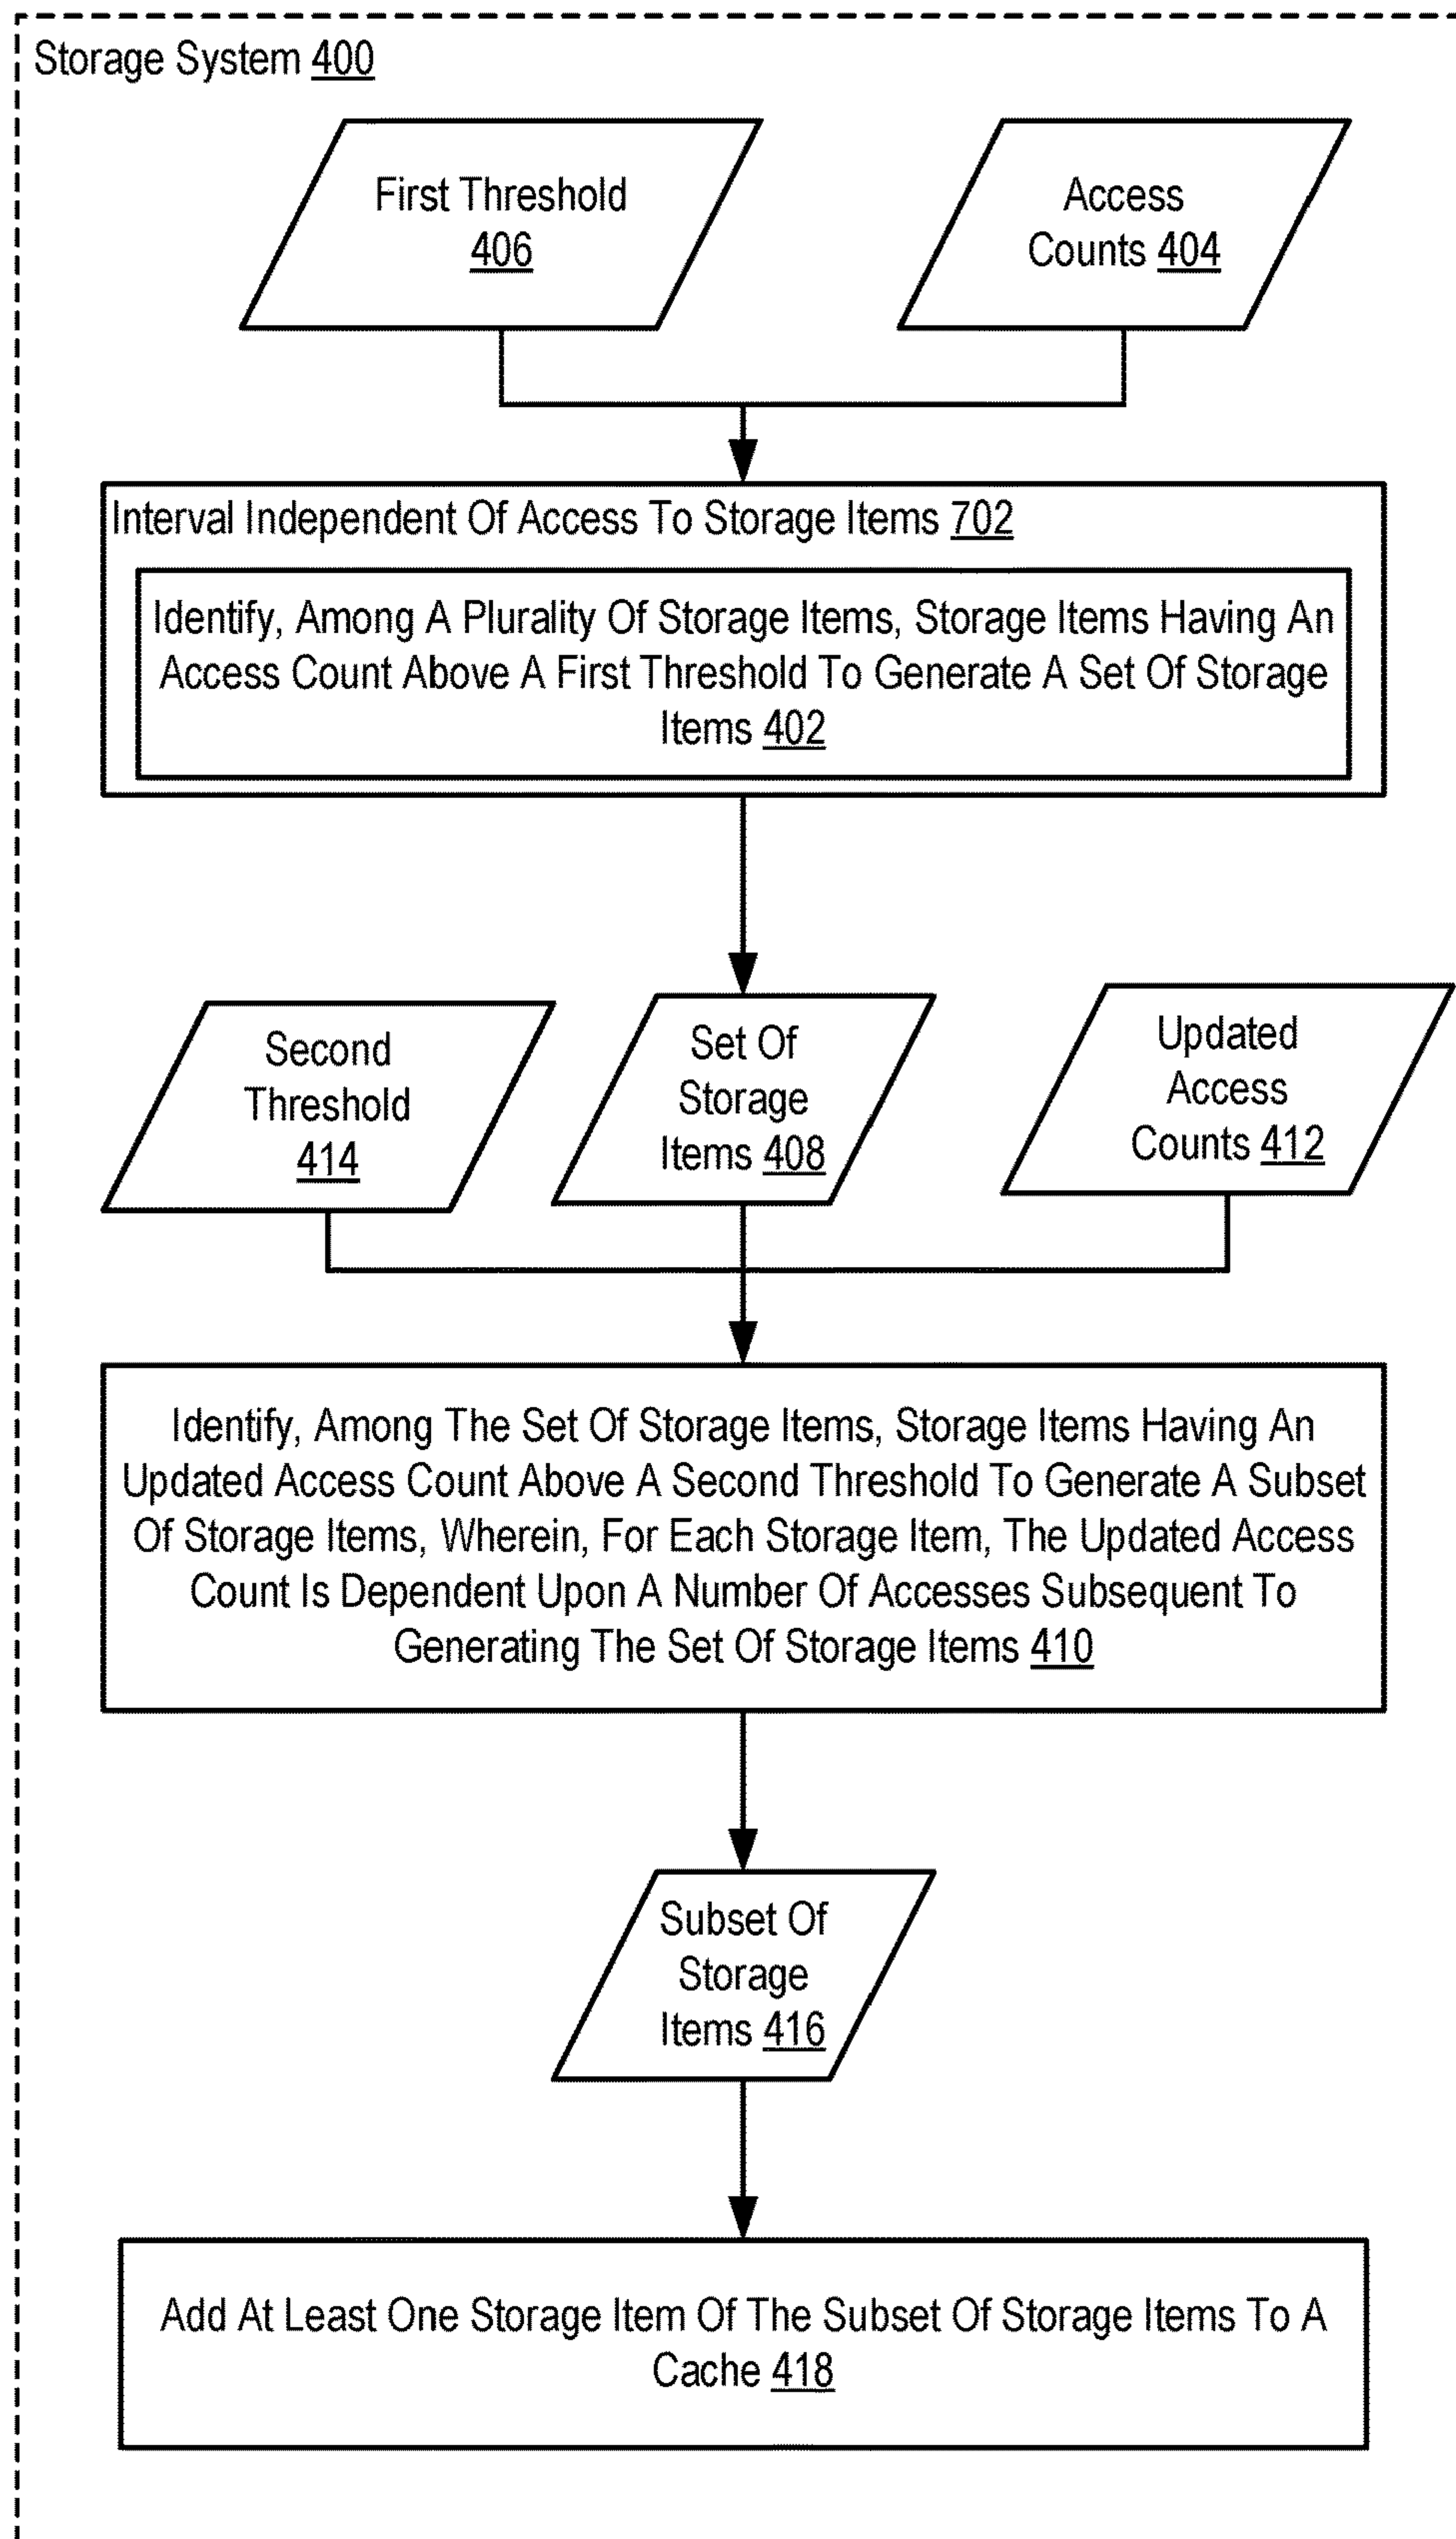 Storage System 400
First Threshold
406
Access
Counts 404
Interval Independent Of Access To Storage Items 702
Identify, Among A Plurality Of Storage Items, Storage Items Having An
Access Count Above A First Threshold To Generate A Set Of Storage
Items 402
Second
Threshold
414
Set Of
Storage
Items 408
Updated
Access
Counts 412
Identify, Among The Set Of Storage Items, Storage Items Having An
Updated Access Count Above A Second Threshold To Generate A Subset
Of Storage Items, Wherein, For Each Storage Item, The Updated Access
Count Is Dependent Upon A Number Of Accesses Subsequent To
Generating The Set Of Storage Items 410
Subset Of
Storage
Items 416
Add At Least One Storage Item Of The Subset Of Storage Items To A
Cache 418